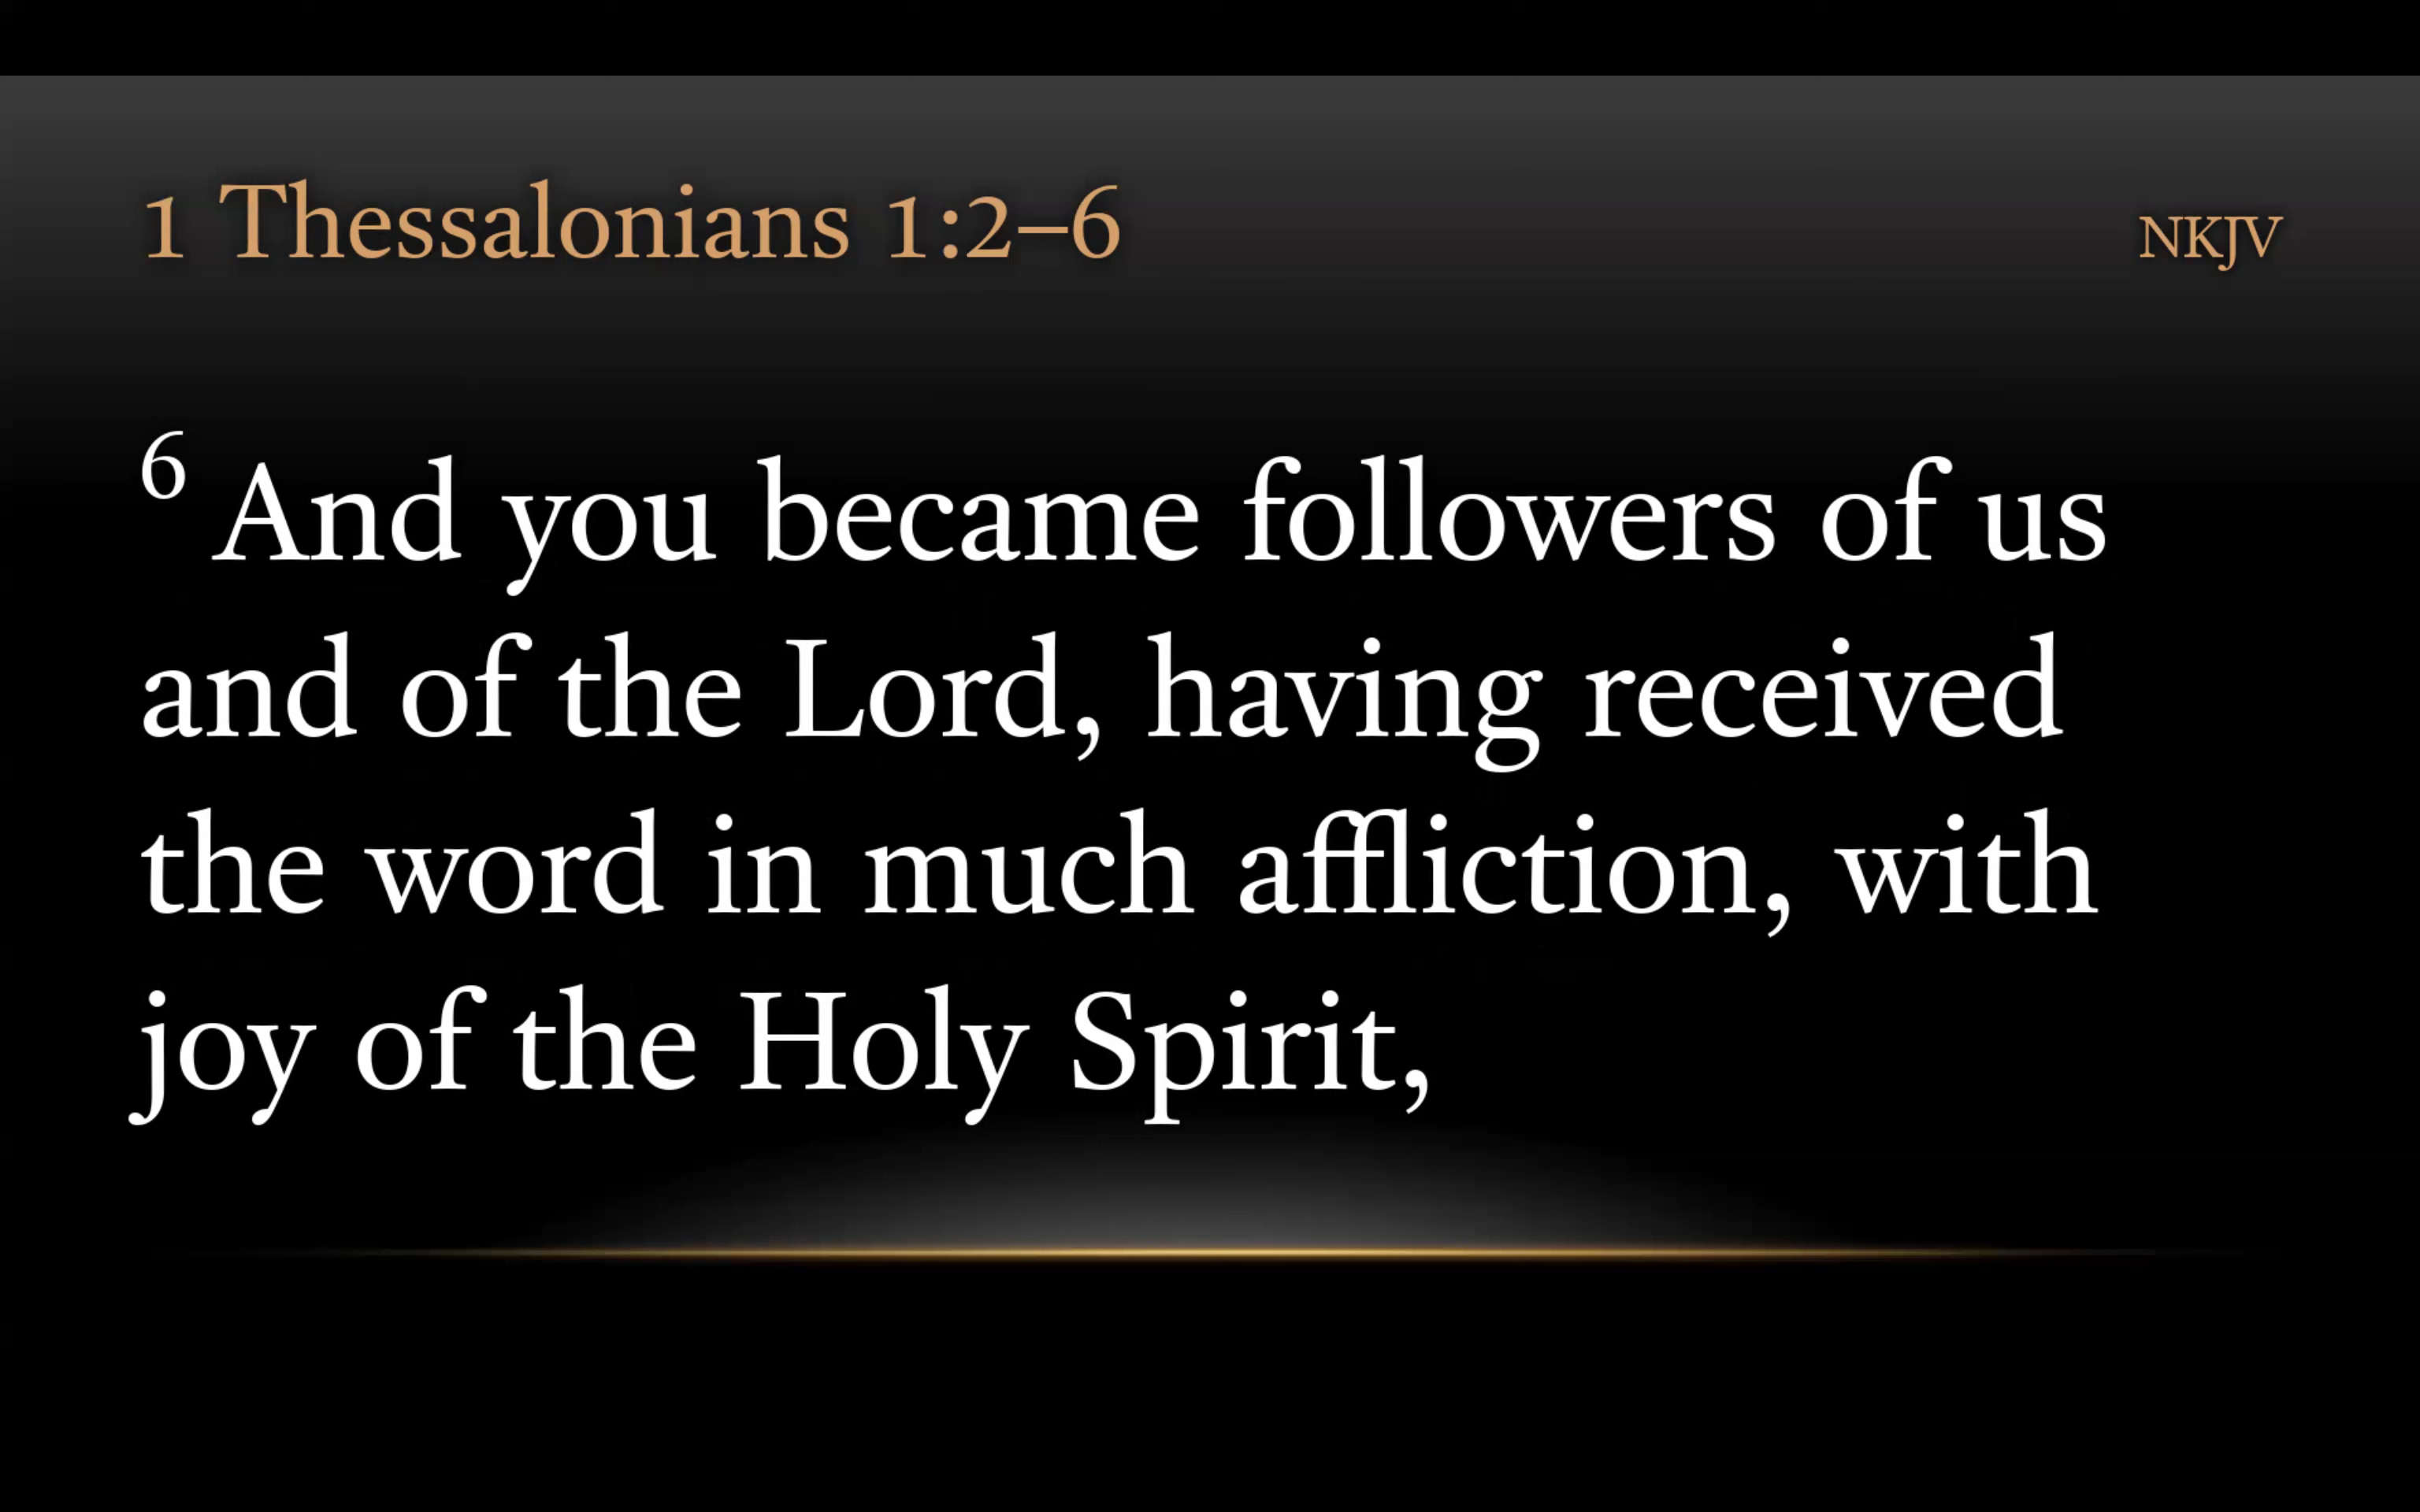 1 Thessalonians 1:2–6
NKJV
6 And you became followers of us
and of the Lord, having received
the word in much affliction, with
joy of the Holy Spirit,